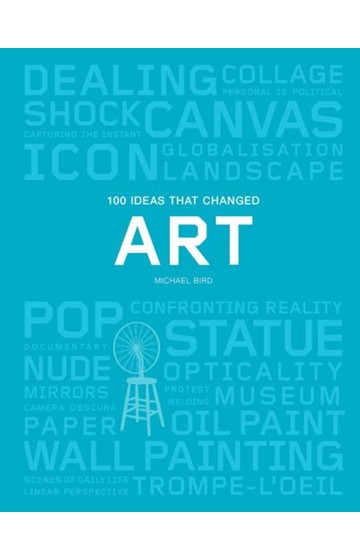 DEALING COLLAGE
PERSONAL IS POLITICAL
SHOCK CANVAS
CAPTURING THE INSTANT
ICON GLOBALISATION
LANDSCAPE
100 IDEAS THAT CHANGED
ART
MICHAEL BIRD
POP CONFRONTING REALITY
DOCUMENTARY STATUE
NUDE OPTICALITY
MIRRORS PROTEST MUSEUM
CAMERA OBSCURA WELDING
PAPER OIL PAINT
WALL PAINTING
SCENES OF DAILY LIFE
LINEAR PERSPECTIVE TROMPE-L'OEIL